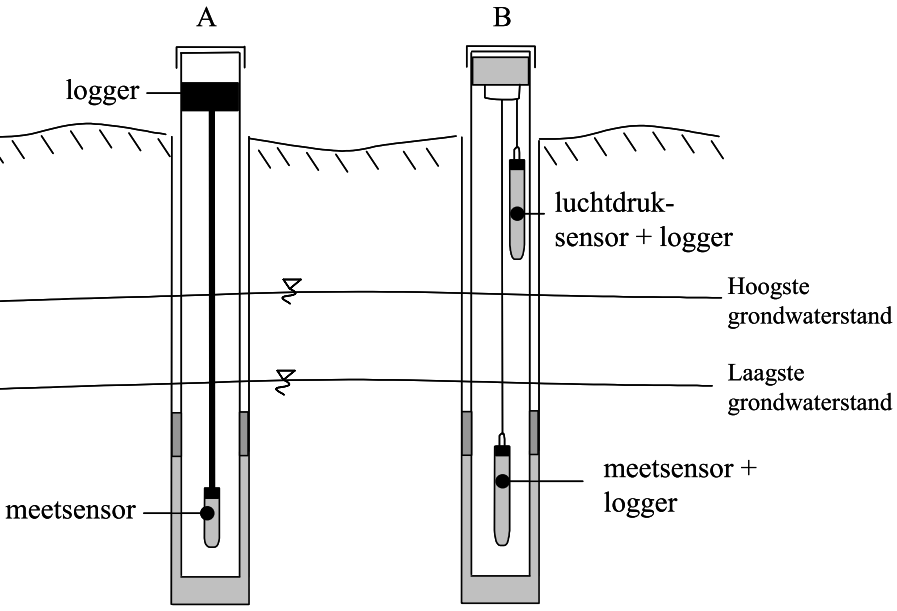 A
B
logger
luchtdruk-
sensor + logger
Hoogste
grondwaterstand
Laagste
grondwaterstand
meetsensor +
logger
meetsensor